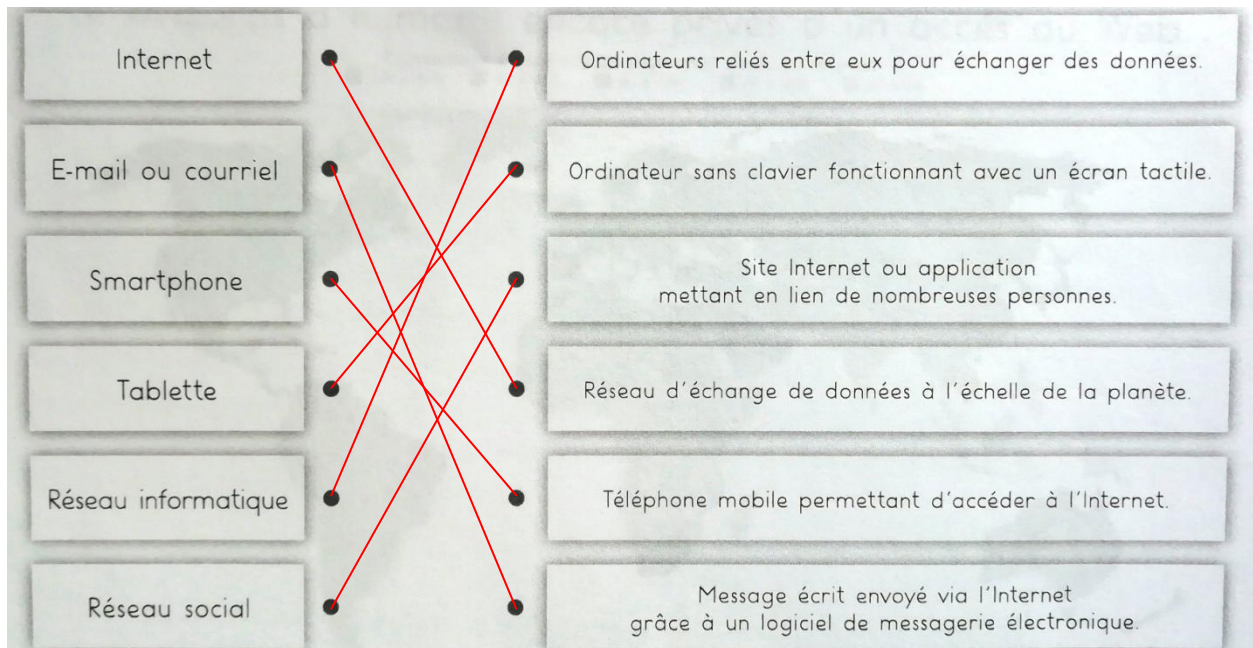 Internet
Ordinateurs reliés entre eux pour échanger des données.
E-mail ou courriel
Ordinateur sans clavier fonctionnant avec un écran tactile.
Smartphone
Site Internet ou application
mettant en lien de nombreuses personnes.
Tablette
Réseau d'échange de données à l'échelle de la planète.
Réseau informatique
Téléphone mobile permettant d'accéder à l'Internet.
Réseau social
Message écrit envoyé via l'Internet
grâce à un logiciel de messagerie électronique.